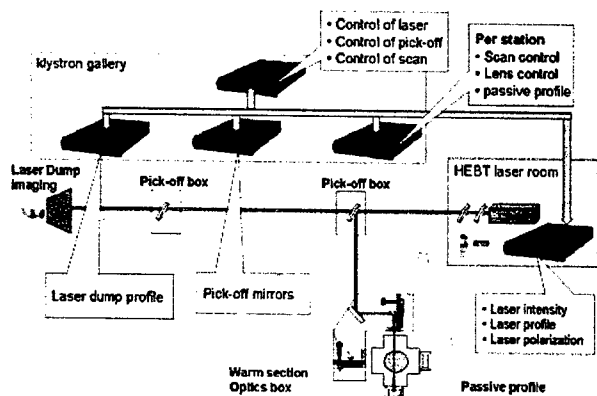 • Control of laser
• Control of pick-off
• Control of scan
Per station
• Scan control
• Lens control
• passive profile
klystron gallery
Laser Dump
imaging
Pick-off box
Pick-off box
HEBT laser room
Laser dump profile
Pick-off mirrors
• Laser intensity
• Laser profile
• Laser polarization
Warm section
Optics box
Passive profile